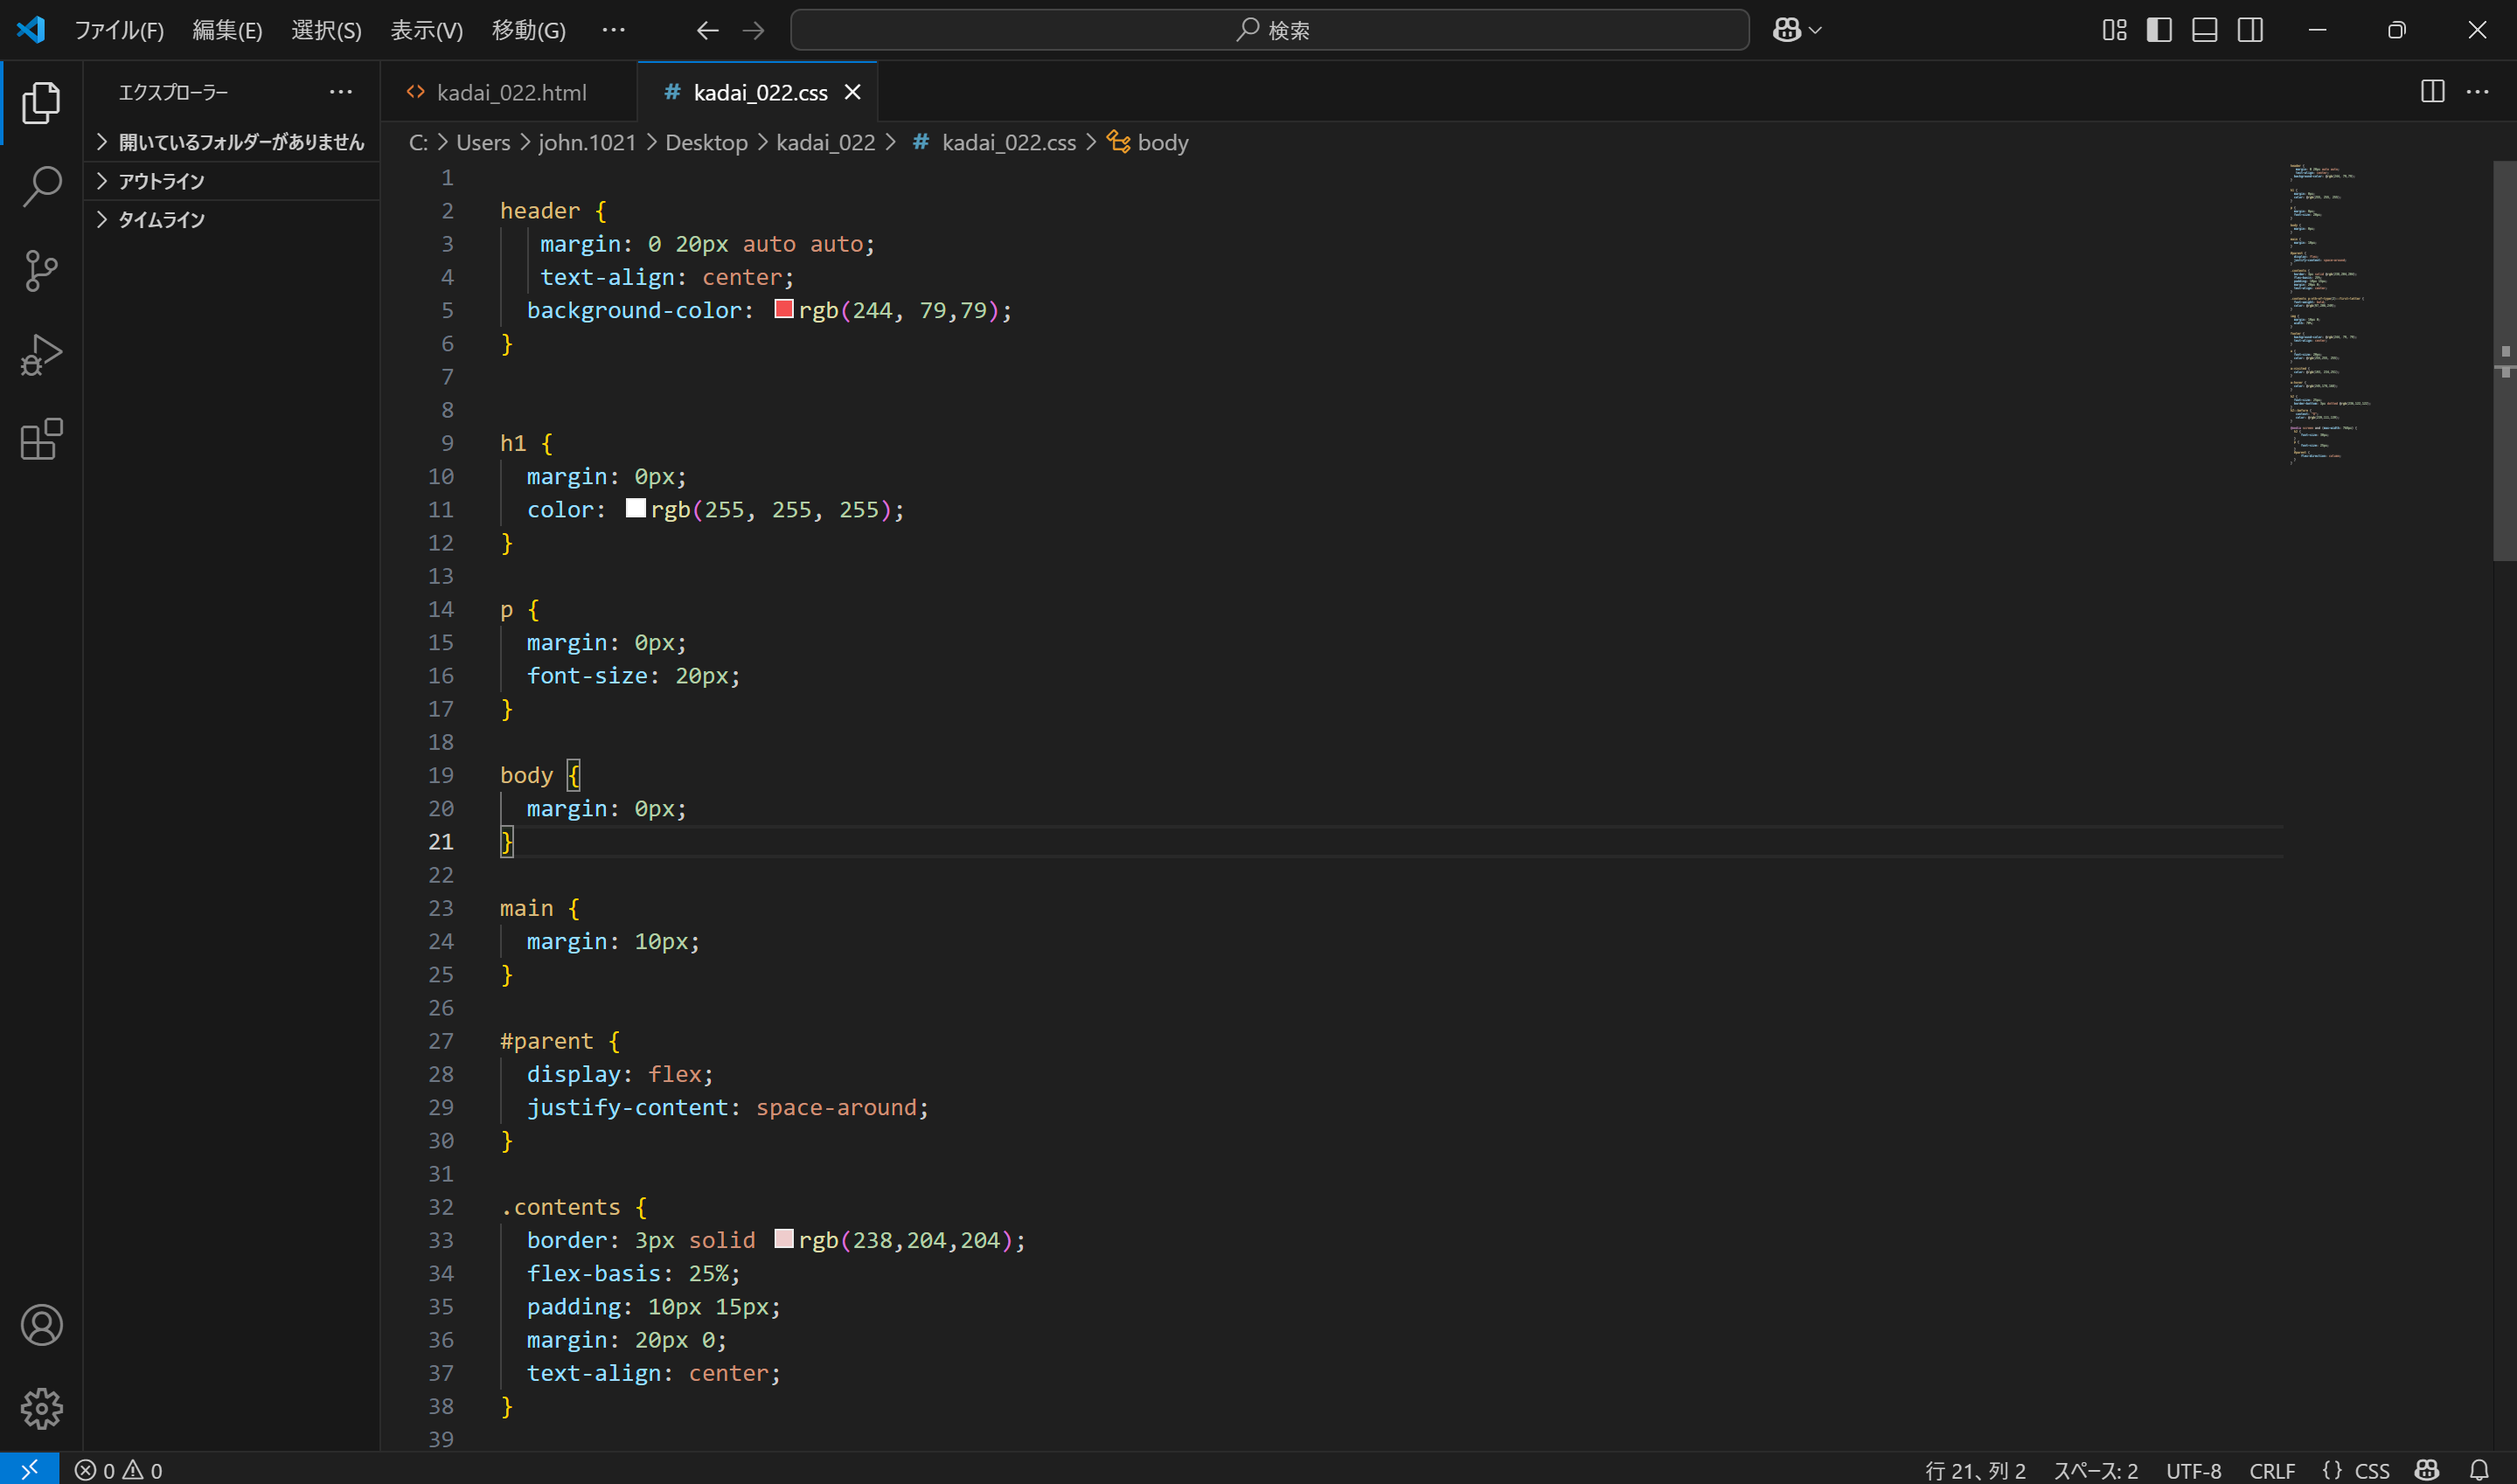 ファイル(F) 編集(E) 選択(S) 表示(V) 移動(G) ··· 検索
エクスプローラー ···
開いているフォルダーがありません
アウトライン
タイムライン
kadai_022.html # kadai_022.css
C: > Users > john.1021 > Desktop > kadai_022 > # kadai_022.css > body
1
2 header {
3 margin: 0 20px auto auto;
4 text-align: center;
5 background-color: rgb(244, 79,79);
6 }
7
8
9 h1 {
10 margin: 0px;
11 color: rgb(255, 255, 255);
12 }
13
14 p {
15 margin: 0px;
16 font-size: 20px;
17 }
18
19 body {
20 margin: 0px;
21 }
22
23 main {
24 margin: 10px;
25 }
26
27 #parent {
28 display: flex;
29 justify-content: space-around;
30 }
31
32 .contents {
33 border: 3px solid rgb(238,204,204);
34 flex-basis: 25%;
35 padding: 10px 15px;
36 margin: 20px 0;
37 text-align: center;
38 }
39
0 0 行 21、列 2 スペース: 2 UTF-8 CRLF {} CSS